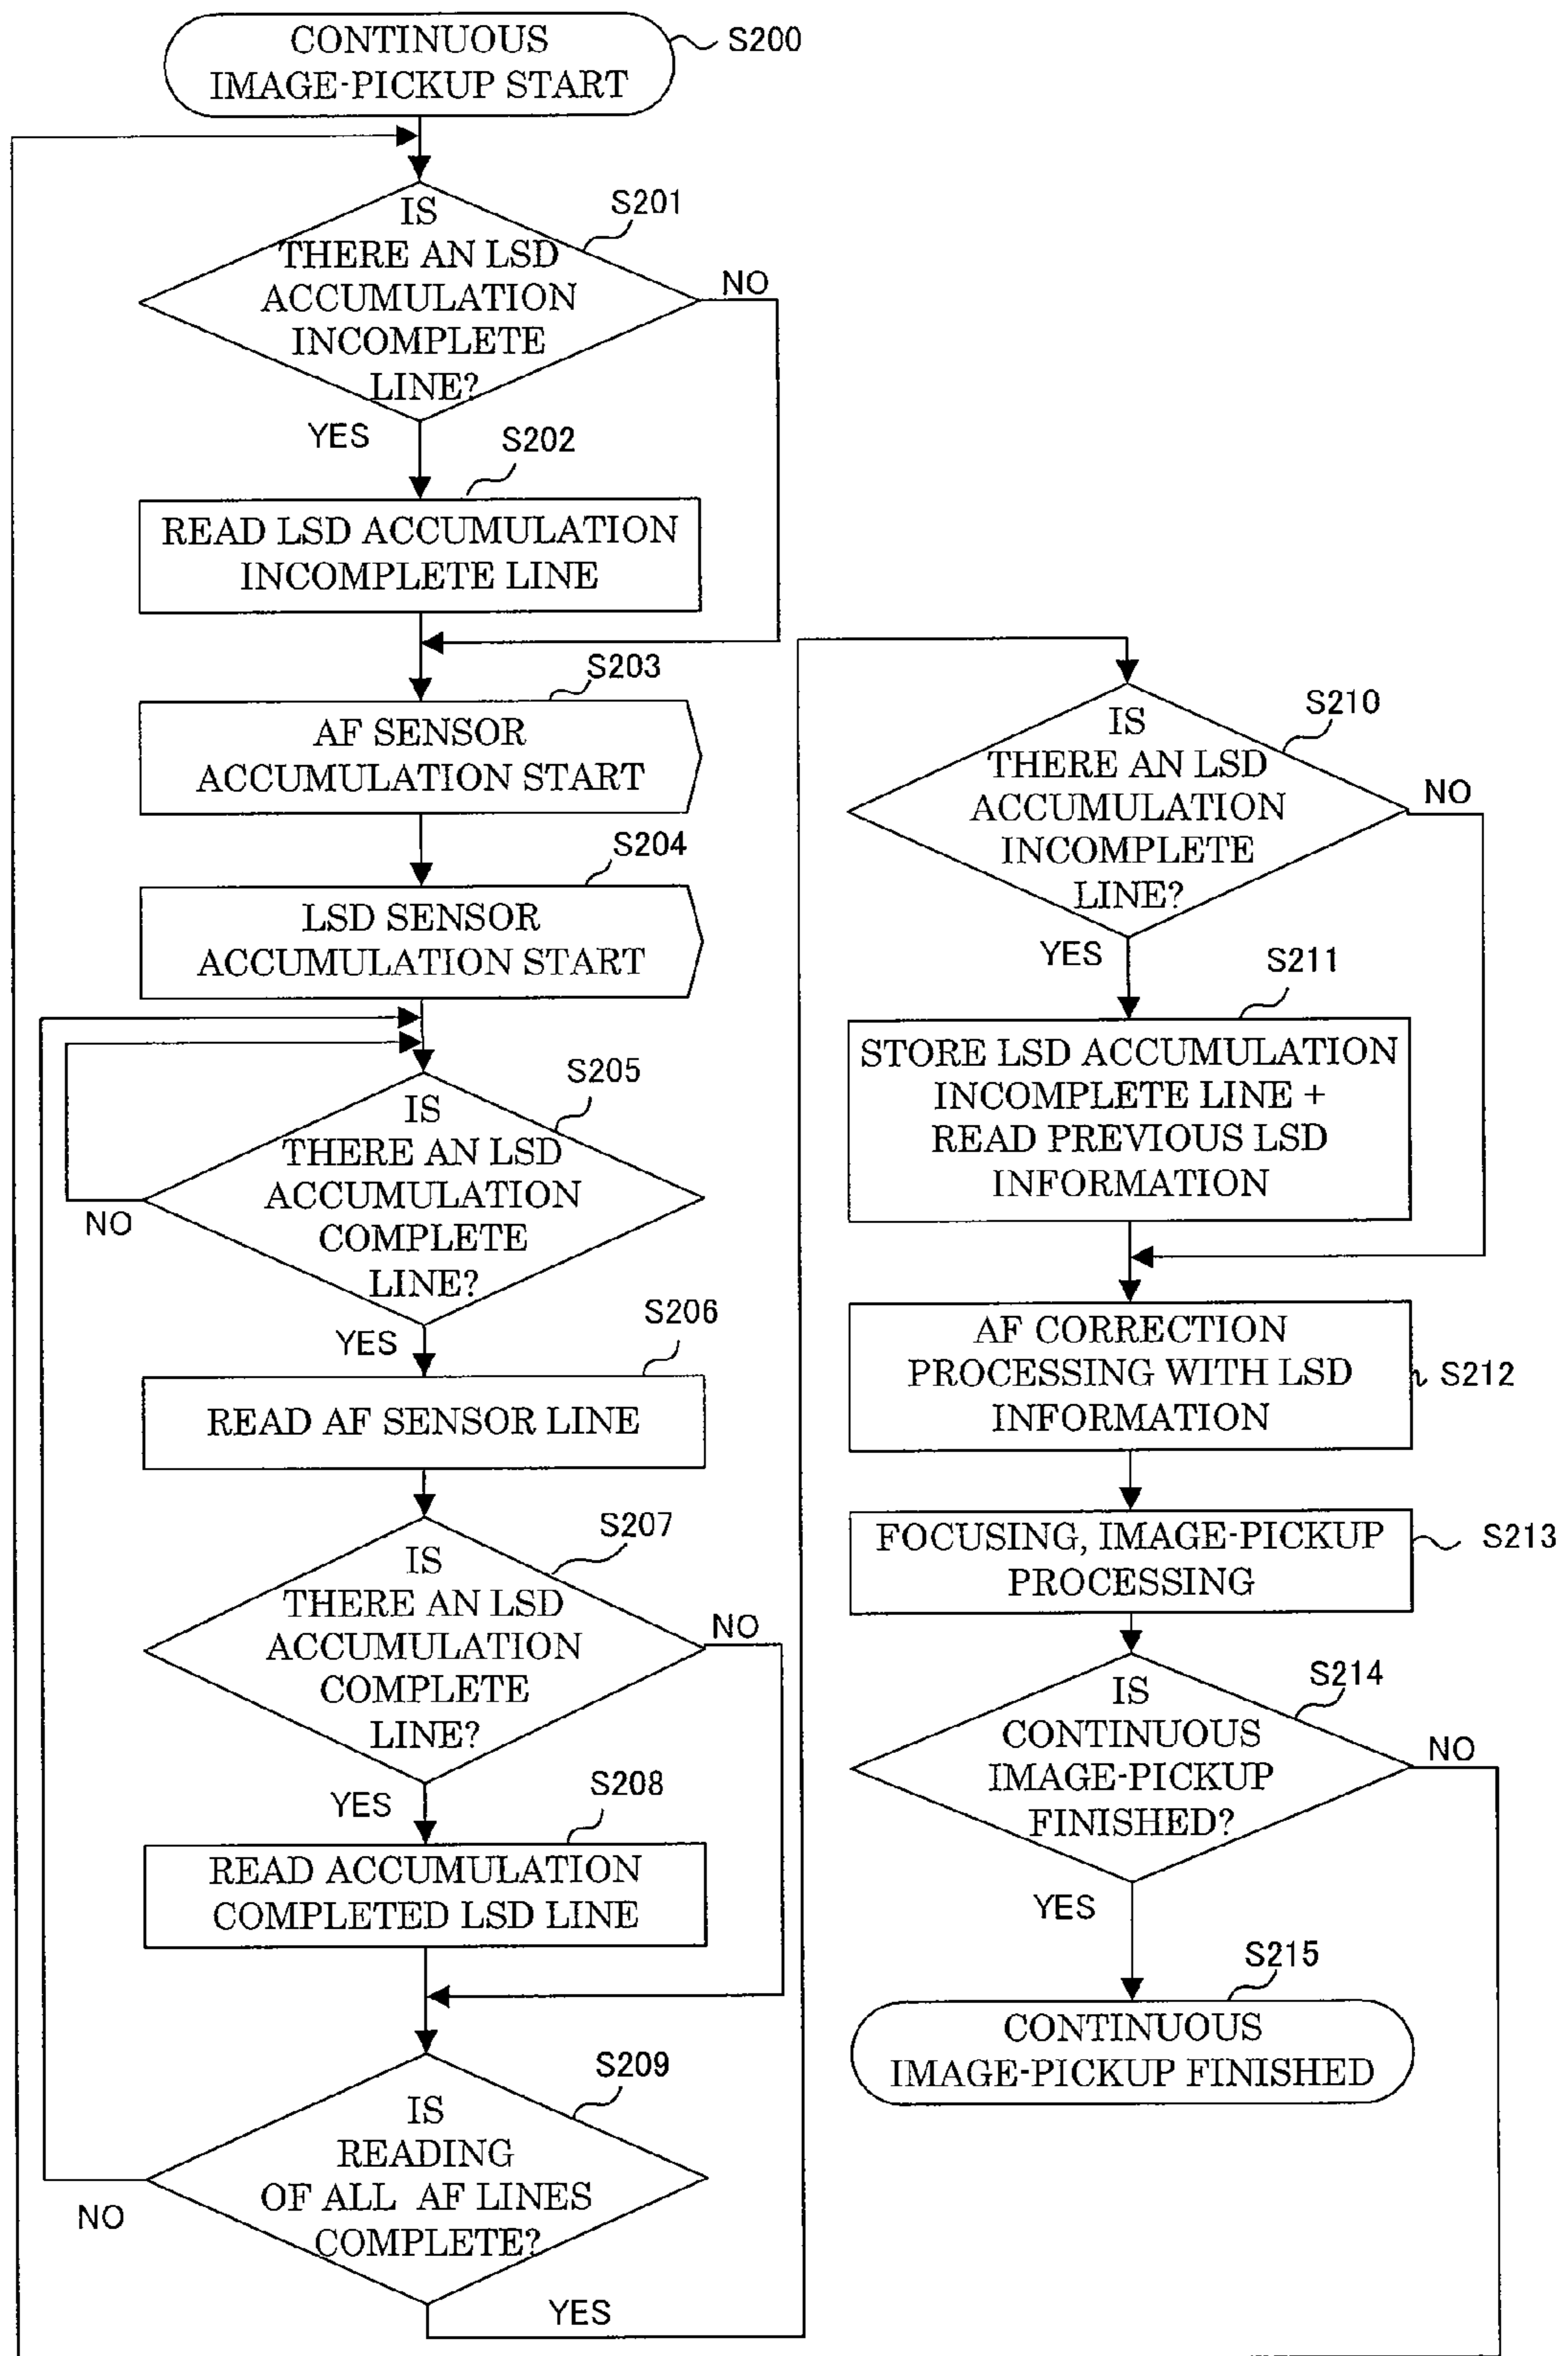 CONTINUOUS
IMAGE-PICKUP START
S200
IS
THERE AN LSD
ACCUMULATION
INCOMPLETE
LINE?
S201
NO
YES
S202
READ LSD ACCUMULATION
INCOMPLETE LINE
S203
AF SENSOR
ACCUMULATION START
S204
LSD SENSOR
ACCUMULATION START
S205
IS
THERE AN LSD
ACCUMULATION
COMPLETE
LINE?
NO
YES
S206
READ AF SENSOR LINE
S207
IS
THERE AN LSD
ACCUMULATION
COMPLETE
LINE?
NO
YES
S208
READ ACCUMULATION
COMPLETED LSD LINE
S209
IS
READING
OF ALL AF LINES
COMPLETE?
NO
YES
S210
IS
THERE AN LSD
ACCUMULATION
INCOMPLETE
LINE?
NO
YES
S211
STORE LSD ACCUMULATION
INCOMPLETE LINE +
READ PREVIOUS LSD
INFORMATION
AF CORRECTION
PROCESSING WITH LSD
INFORMATION
S212
FOCUSING, IMAGE-PICKUP
PROCESSING
S213
S214
IS
CONTINUOUS
IMAGE-PICKUP
FINISHED?
NO
YES
S215
CONTINUOUS
IMAGE-PICKUP FINISHED